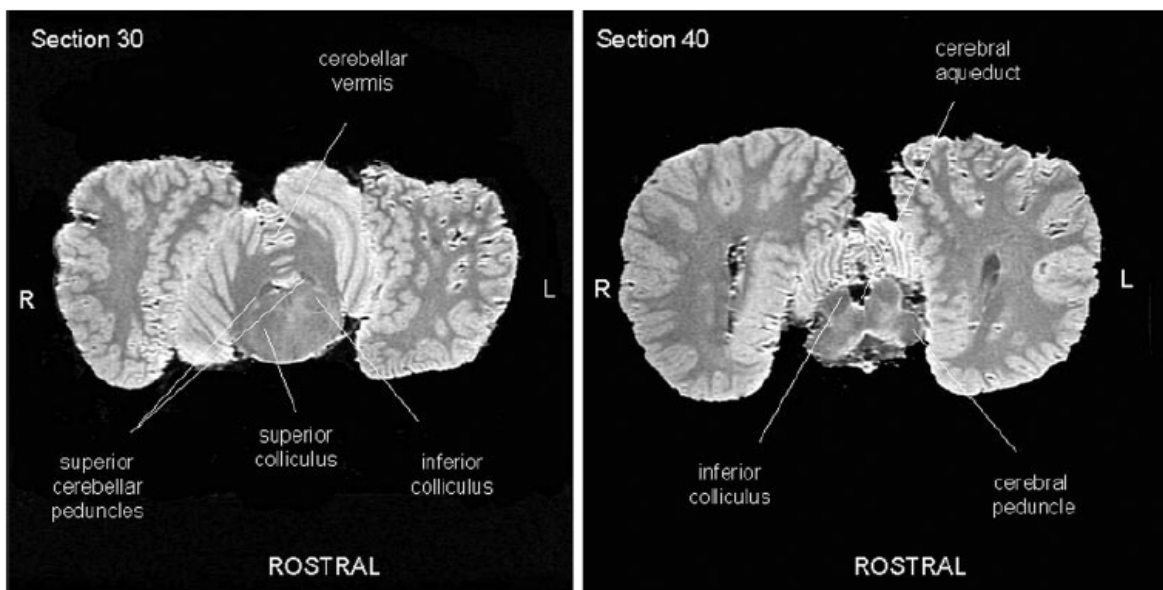 Section 30
cerebellar
vermis
R
L
superior
cerebellar
peduncles
superior
colliculus
inferior
colliculus
ROSTRAL
Section 40
cerebral
aqueduct
R
L
inferior
colliculus
cerebral
peduncle
ROSTRAL